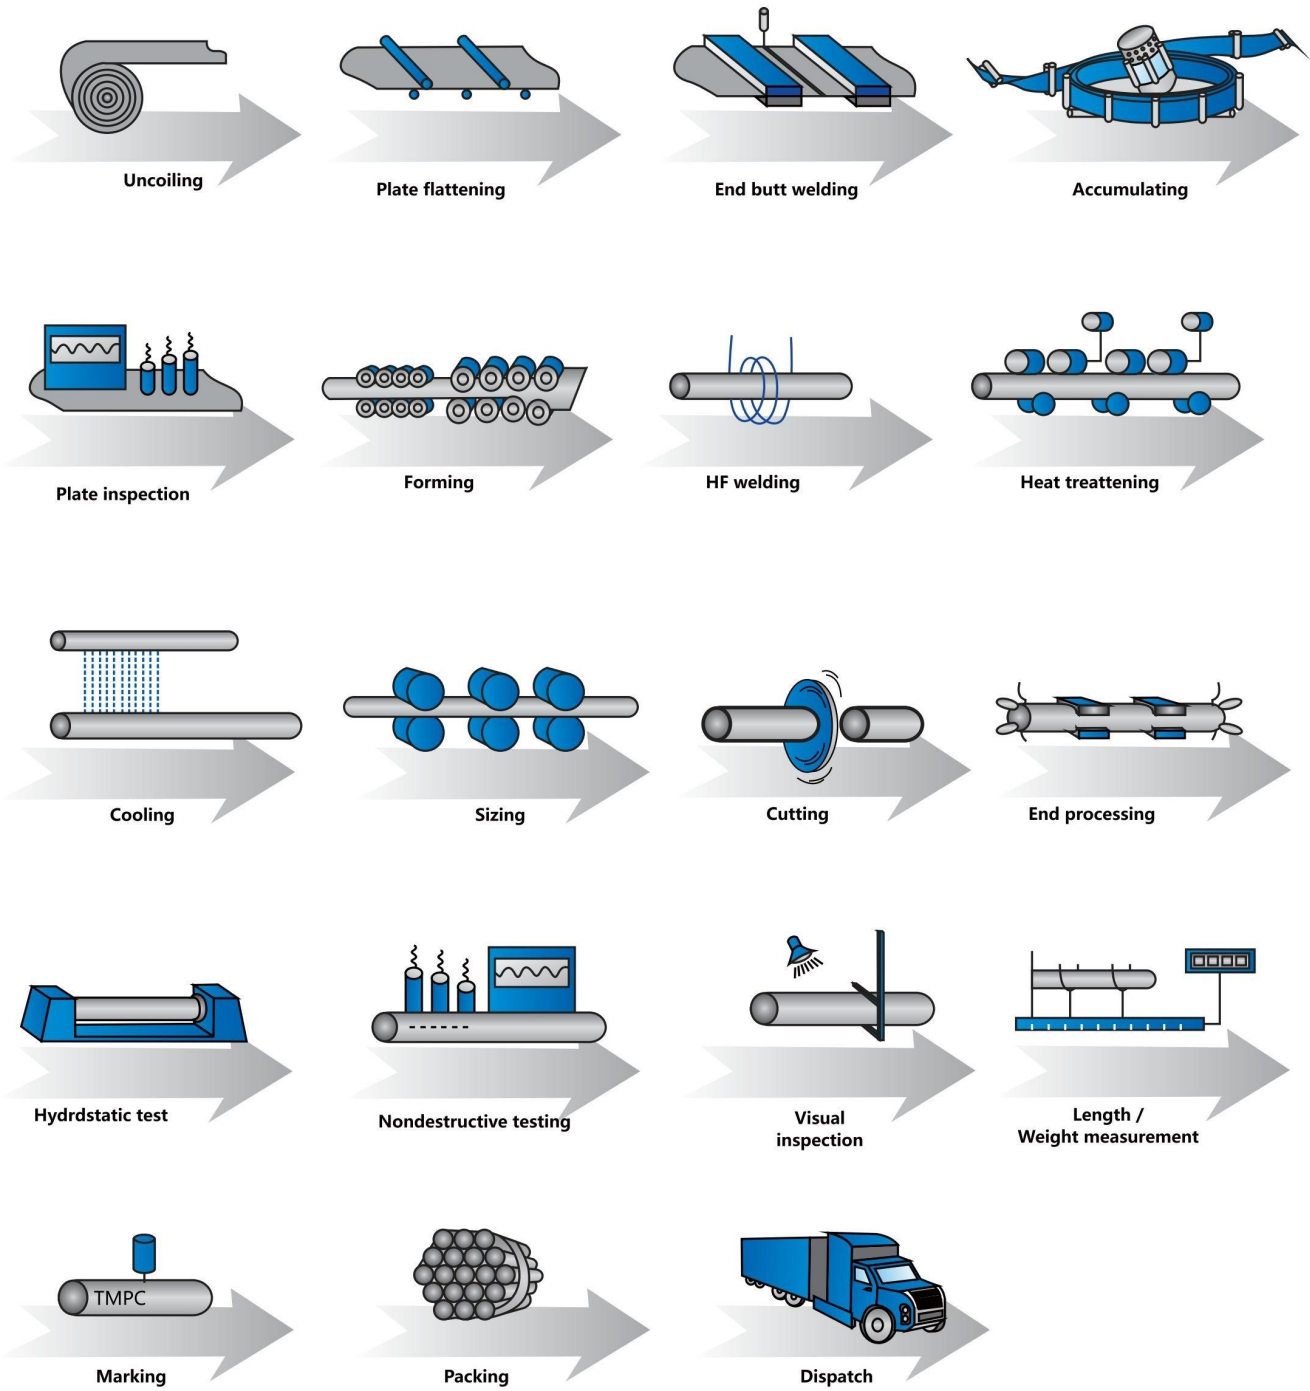 Uncoiling
Plate flattening
End butt welding
Accumulating
Plate inspection
Forming
HF welding
Heat treattening
Cooling
Sizing
Cutting
End processing
Hydrdstatic test
Nondestructive testing
Visual
inspection
Length /
Weight measurement
TMPC
Marking
Packing
Dispatch